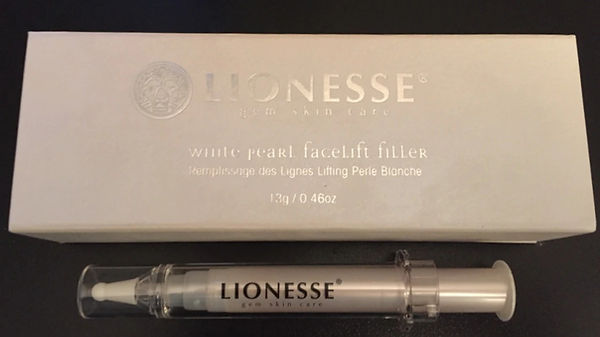 LIONESSE®
gem skin care
white pearl facelift filler
Remplissage des Lignes Lifting Perle Blanche
13g / 0.46oz
LIONESSE®
gem skin care